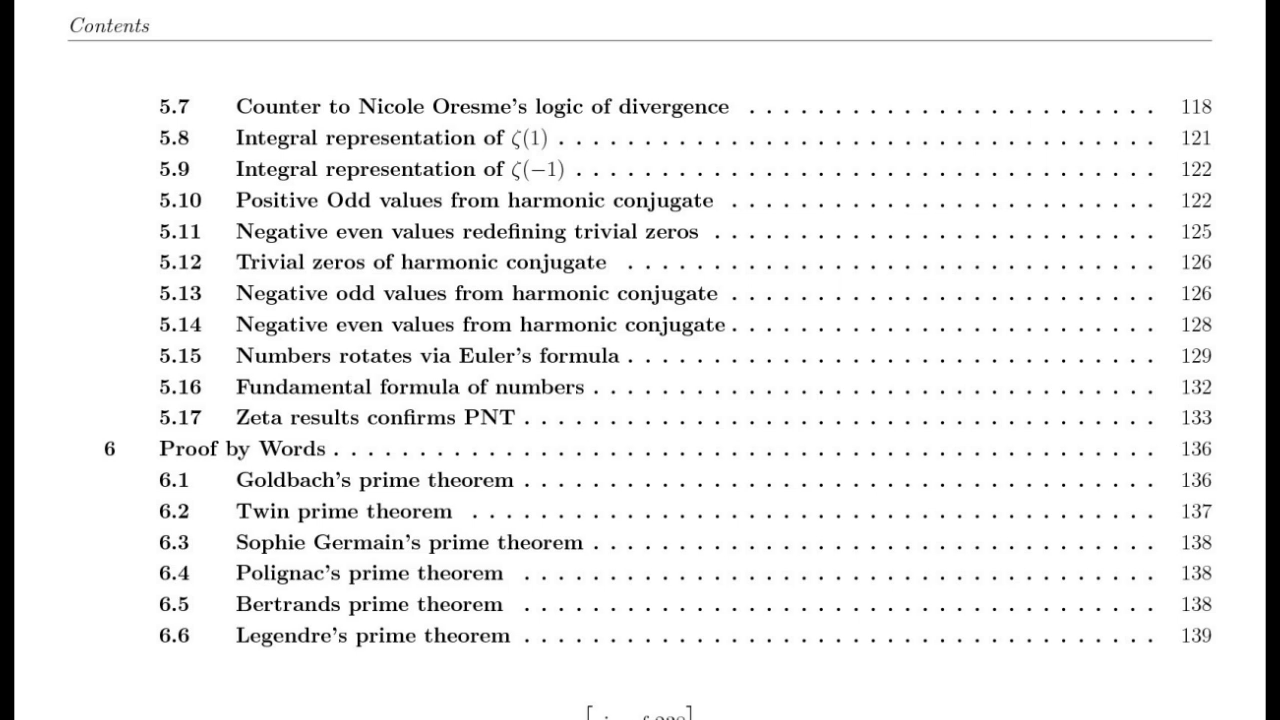 Contents
5.7 Counter to Nicole Oresme's logic of divergence . . . . . . . . . . . . . . . . . . . . . . . . 118
5.8 Integral representation of ζ(1) . . . . . . . . . . . . . . . . . . . . . . . . . . . . . . . . . . . 121
5.9 Integral representation of ζ(−1) . . . . . . . . . . . . . . . . . . . . . . . . . . . . . . . . . . 122
5.10 Positive Odd values from harmonic conjugate . . . . . . . . . . . . . . . . . . . . . . . . . 122
5.11 Negative even values redefining trivial zeros . . . . . . . . . . . . . . . . . . . . . . . . . . 125
5.12 Trivial zeros of harmonic conjugate . . . . . . . . . . . . . . . . . . . . . . . . . . . . . . . 126
5.13 Negative odd values from harmonic conjugate . . . . . . . . . . . . . . . . . . . . . . . . . 126
5.14 Negative even values from harmonic conjugate . . . . . . . . . . . . . . . . . . . . . . . . . 128
5.15 Numbers rotates via Euler's formula . . . . . . . . . . . . . . . . . . . . . . . . . . . . . . . 129
5.16 Fundamental formula of numbers . . . . . . . . . . . . . . . . . . . . . . . . . . . . . . . . . 132
5.17 Zeta results confirms PNT . . . . . . . . . . . . . . . . . . . . . . . . . . . . . . . . . . . . . 133
6 Proof by Words . . . . . . . . . . . . . . . . . . . . . . . . . . . . . . . . . . . . . . . . . . . . . . . . 136
6.1 Goldbach's prime theorem . . . . . . . . . . . . . . . . . . . . . . . . . . . . . . . . . . . . . 136
6.2 Twin prime theorem . . . . . . . . . . . . . . . . . . . . . . . . . . . . . . . . . . . . . . . . 137
6.3 Sophie Germain's prime theorem . . . . . . . . . . . . . . . . . . . . . . . . . . . . . . . . . 138
6.4 Polignac's prime theorem . . . . . . . . . . . . . . . . . . . . . . . . . . . . . . . . . . . . . 138
6.5 Bertrands prime theorem . . . . . . . . . . . . . . . . . . . . . . . . . . . . . . . . . . . . . 138
6.6 Legendre's prime theorem . . . . . . . . . . . . . . . . . . . . . . . . . . . . . . . . . . . . . 139